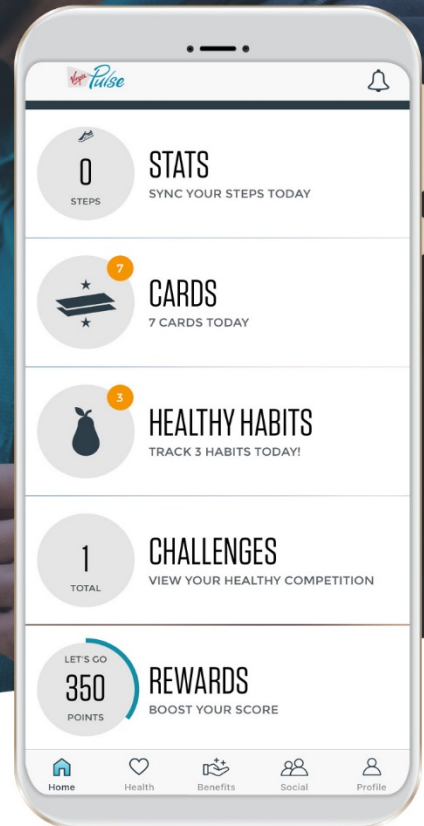 Virgin Pulse
0
STEPS
STATS
SYNC YOUR STEPS TODAY
7
CARDS
7 CARDS TODAY
3
HEALTHY HABITS
TRACK 3 HABITS TODAY!
1
TOTAL
CHALLENGES
VIEW YOUR HEALTHY COMPETITION
LET'S GO
350
POINTS
REWARDS
BOOST YOUR SCORE
Home Health Benefits Social Profile